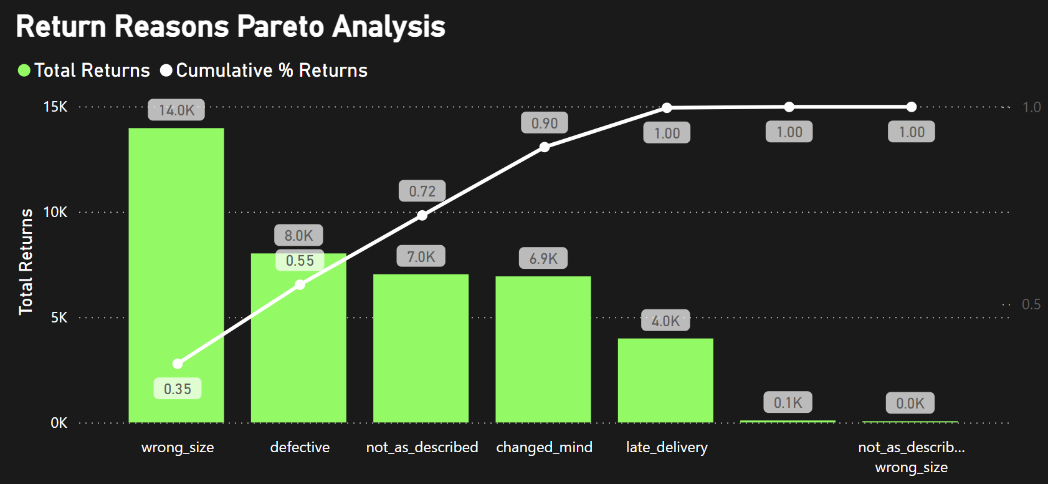 Return Reasons Pareto Analysis
Total Returns Cumulative % Returns
15K
14.0K
1.0
0.90
1.00
1.00
1.00
0.72
10K
8.0K
0.55
7.0K
6.9K
0.5
5K
4.0K
0.35
0.1K
0.0K
0K
Total Returns
wrong_size defective not_as_described changed_mind late_delivery not_as_describ...
wrong_size